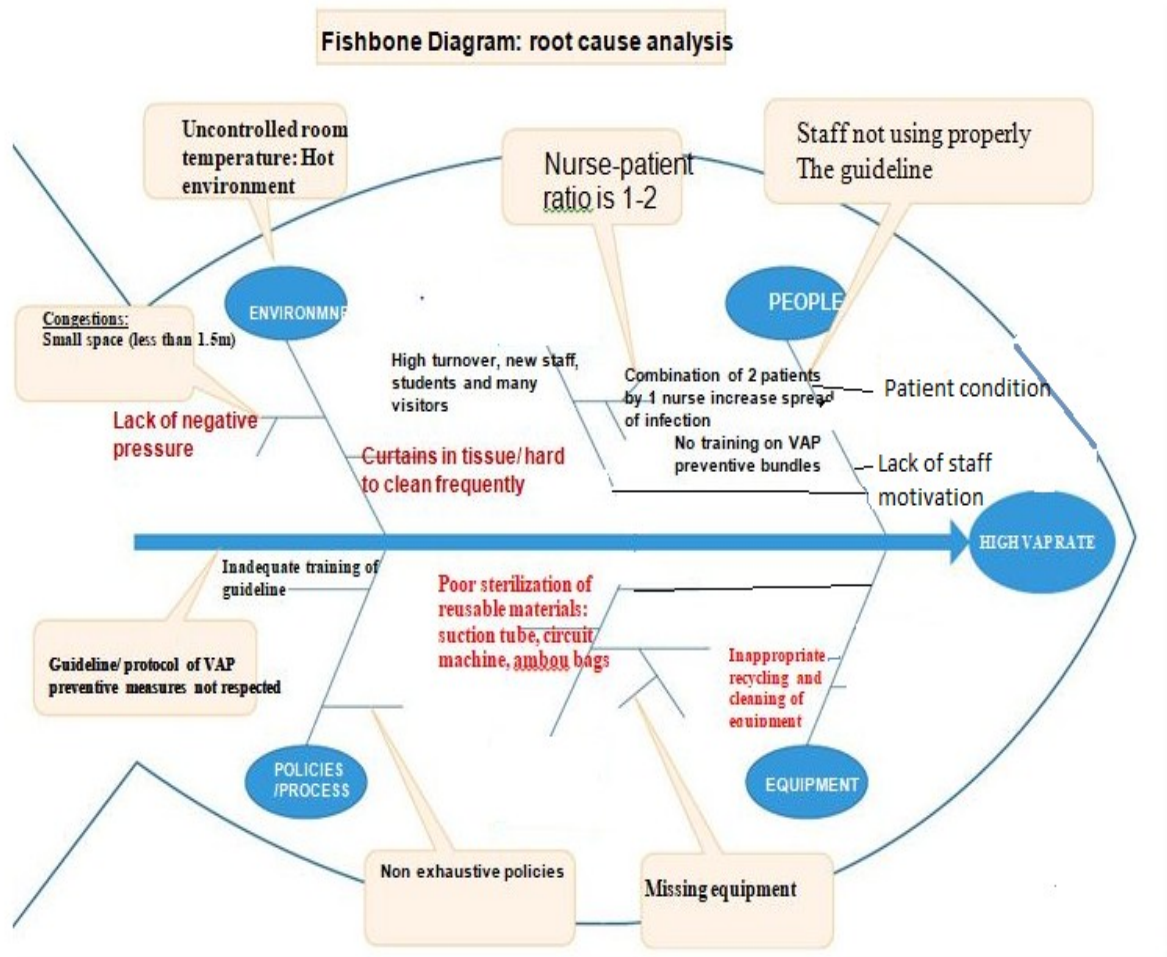 Fishbone Diagram: root cause analysis
Uncontrolled room
temperature: Hot
environment
Nurse-patient
ratio is 1-2
Staff not using properly
The guideline
ENVIRONMNE
PEOPLE
Congestions:
Small space (less than 1.5m)
High turnover, new staff,
students and many
visitors
Combination of 2 patients
by 1 nurse increase spread
of infection
Patient condition
Lack of negative
pressure
Curtains in tissue/ hard
to clean frequently
No training on VAP
preventive bundles
Lack of staff
motivation
HIGH VAP RATE
Inadequate training of
guideline
Poor sterilization of
reusable materials:
suction tube, circuit
machine, ambou bags
Guideline/ protocol of VAP
preventive measures not respected
Inappropriate
recycling and
cleaning of
equipment
POLICIES
/PROCESS
EQUIPMENT
Non exhaustive policies
Missing equipment